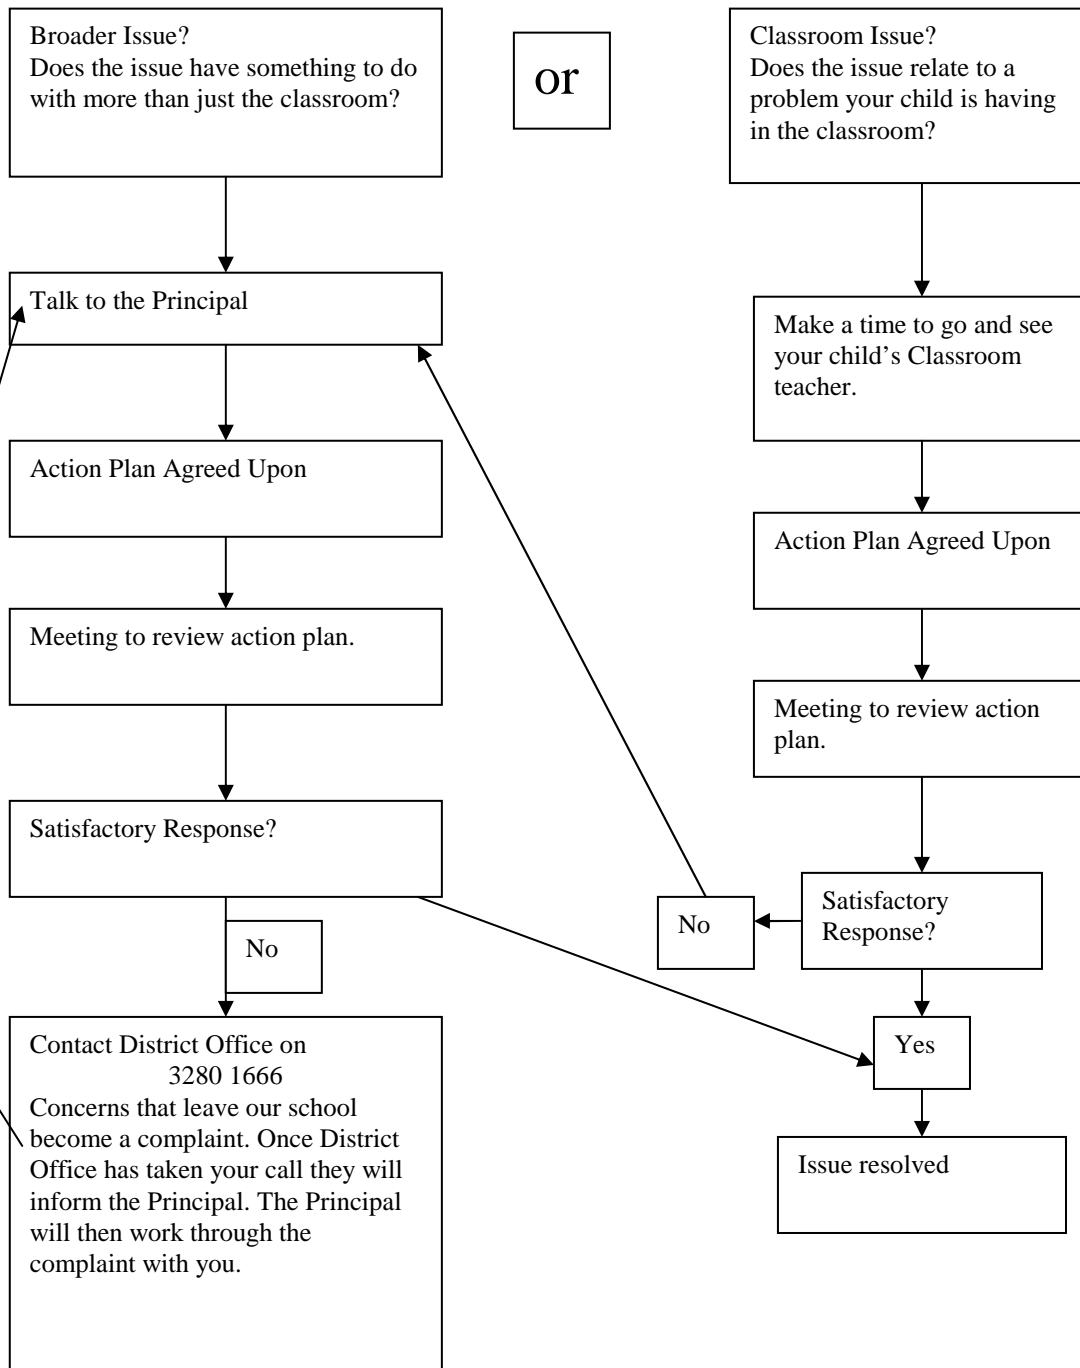 Broader Issue?
Does the issue have something to do
with more than just the classroom?
or
Classroom Issue?
Does the issue relate to a
problem your child is having
in the classroom?
Talk to the Principal
Make a time to go and see
your child’s Classroom
teacher.
Action Plan Agreed Upon
Action Plan Agreed Upon
Meeting to review action plan.
Meeting to review action
plan.
Satisfactory Response?
Satisfactory
Response?
No
No
Yes
Contact District Office on
3280 1666
Concerns that leave our school
become a complaint. Once District
Office has taken your call they will
inform the Principal. The Principal
will then work through the
complaint with you.
Issue resolved